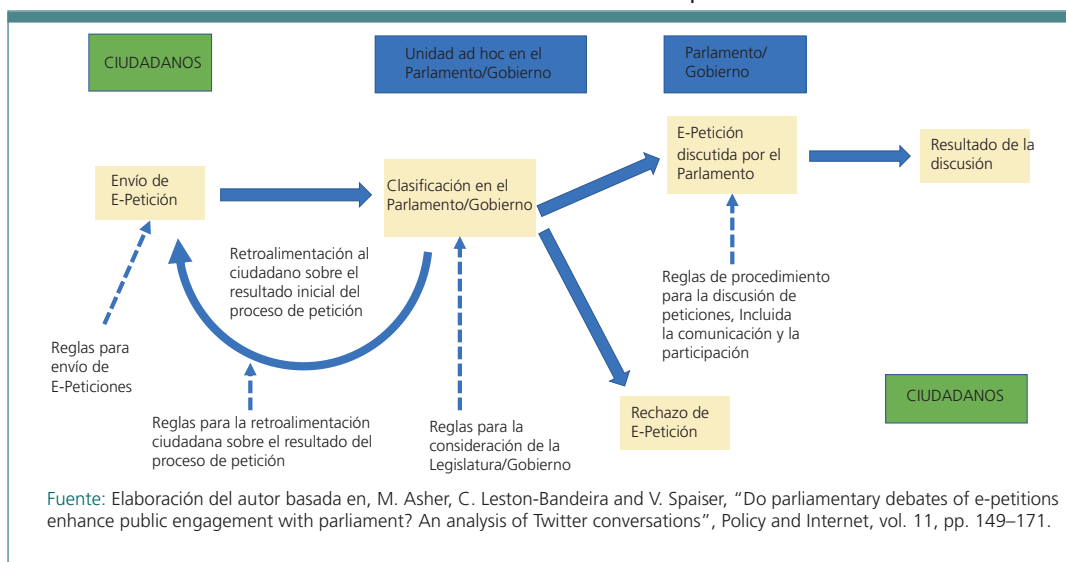 CIUDADANOS
Unidad ad hoc en el
Parlamento/Gobierno
Parlamento/
Gobierno
Envío de
E-Petición
Clasificación en el
Parlamento/Gobierno
E-Petición
discutida por el
Parlamento
Resultado de la
discusión
Retroalimentación al
ciudadano sobre el
resultado inicial del
proceso de petición
Reglas de procedimiento
para la discusión de
peticiones, Incluida
la comunicación y la
participación
Reglas para
envío de
E-Peticiones
Reglas para la retroalimentación
ciudadana sobre el resultado del
proceso de petición
Reglas para la
consideración de la
Legislatura/Gobierno
Rechazo de
E-Petición
CIUDADANOS
Fuente: Elaboración del autor basada en, M. Asher, C. Leston-Bandeira and V. Spaiser, “Do parliamentary debates of e-petitions
enhance public engagement with parliament? An analysis of Twitter conversations”, Policy and Internet, vol. 11, pp. 149–171.